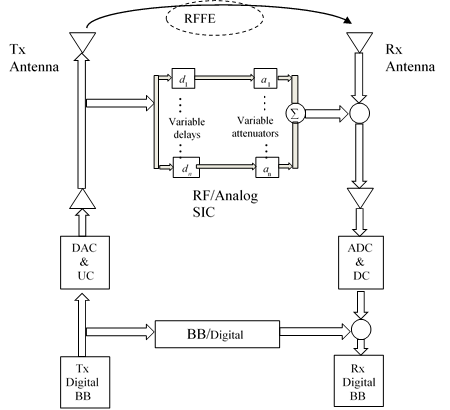 RFFE
Tx
Antenna
Rx
Antenna
d1
a1
Σ
Variable
delays
Variable
attenuators
dn
an
RF/Analog
SIC
DAC
&
UC
ADC
&
DC
BB/Digital
Tx
Digital
BB
Rx
Digital
BB